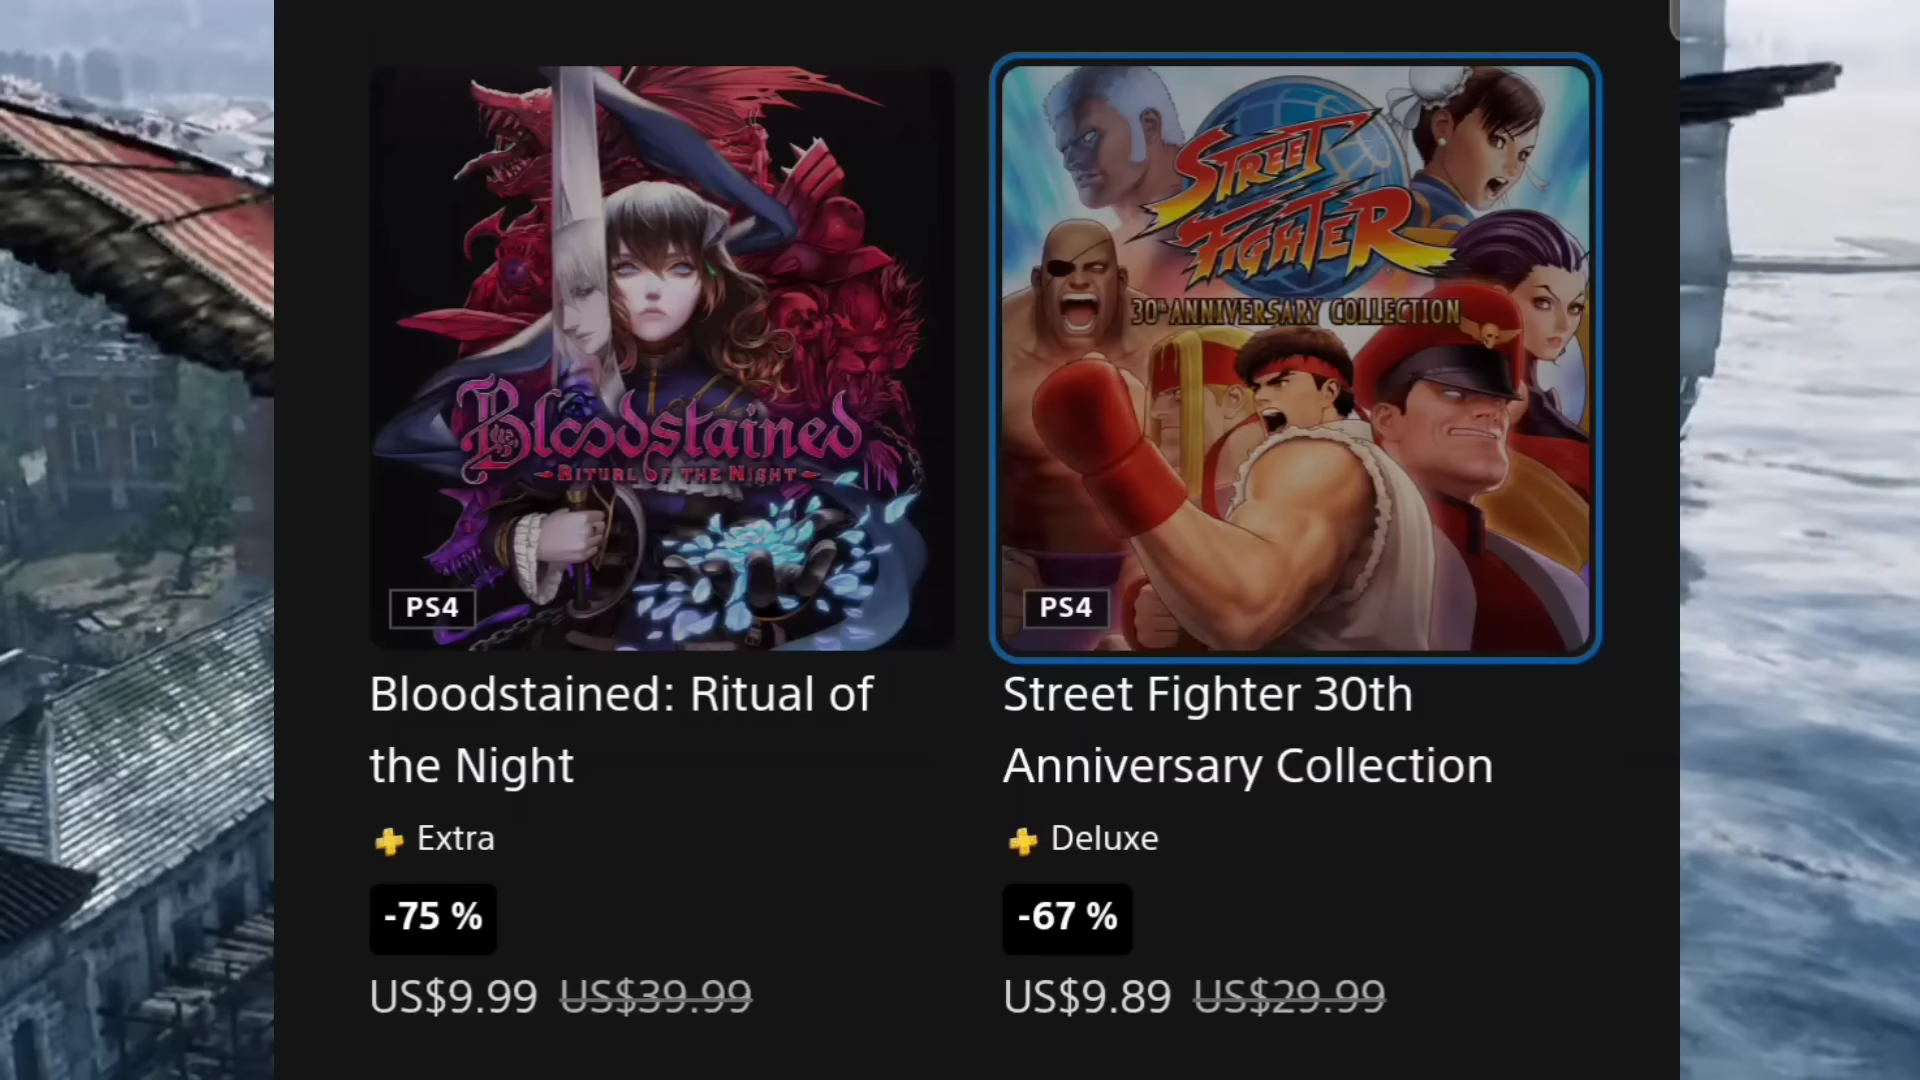 Bloodstained
RITUAL OF THE NIGHT
PS4
Bloodstained: Ritual of
the Night
Extra
-75 %
US$9.99 US$39.99
STREET
FIGHTER
30th ANNIVERSARY COLLECTION
PS4
Street Fighter 30th
Anniversary Collection
Deluxe
-67 %
US$9.89 US$29.99